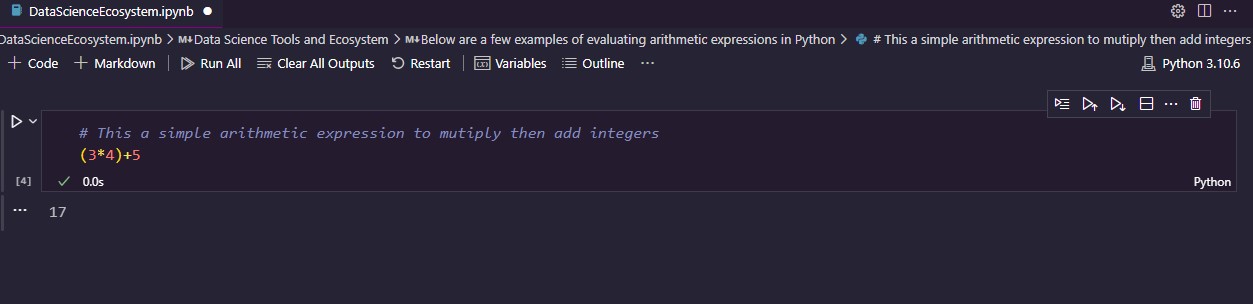 DataScienceEcosystem.ipynb
DataScienceEcosystem.ipynb > M↓Data Science Tools and Ecosystem > M↓Below are a few examples of evaluating arithmetic expressions in Python > # This a simple arithmetic expression to mutiply then add integers
+ Code + Markdown | Run All Clear All Outputs Restart | Variables Outline ... Python 3.10.6
# This a simple arithmetic expression to mutiply then add integers
(3*4)+5
[4] ✓ 0.0s Python
... 17